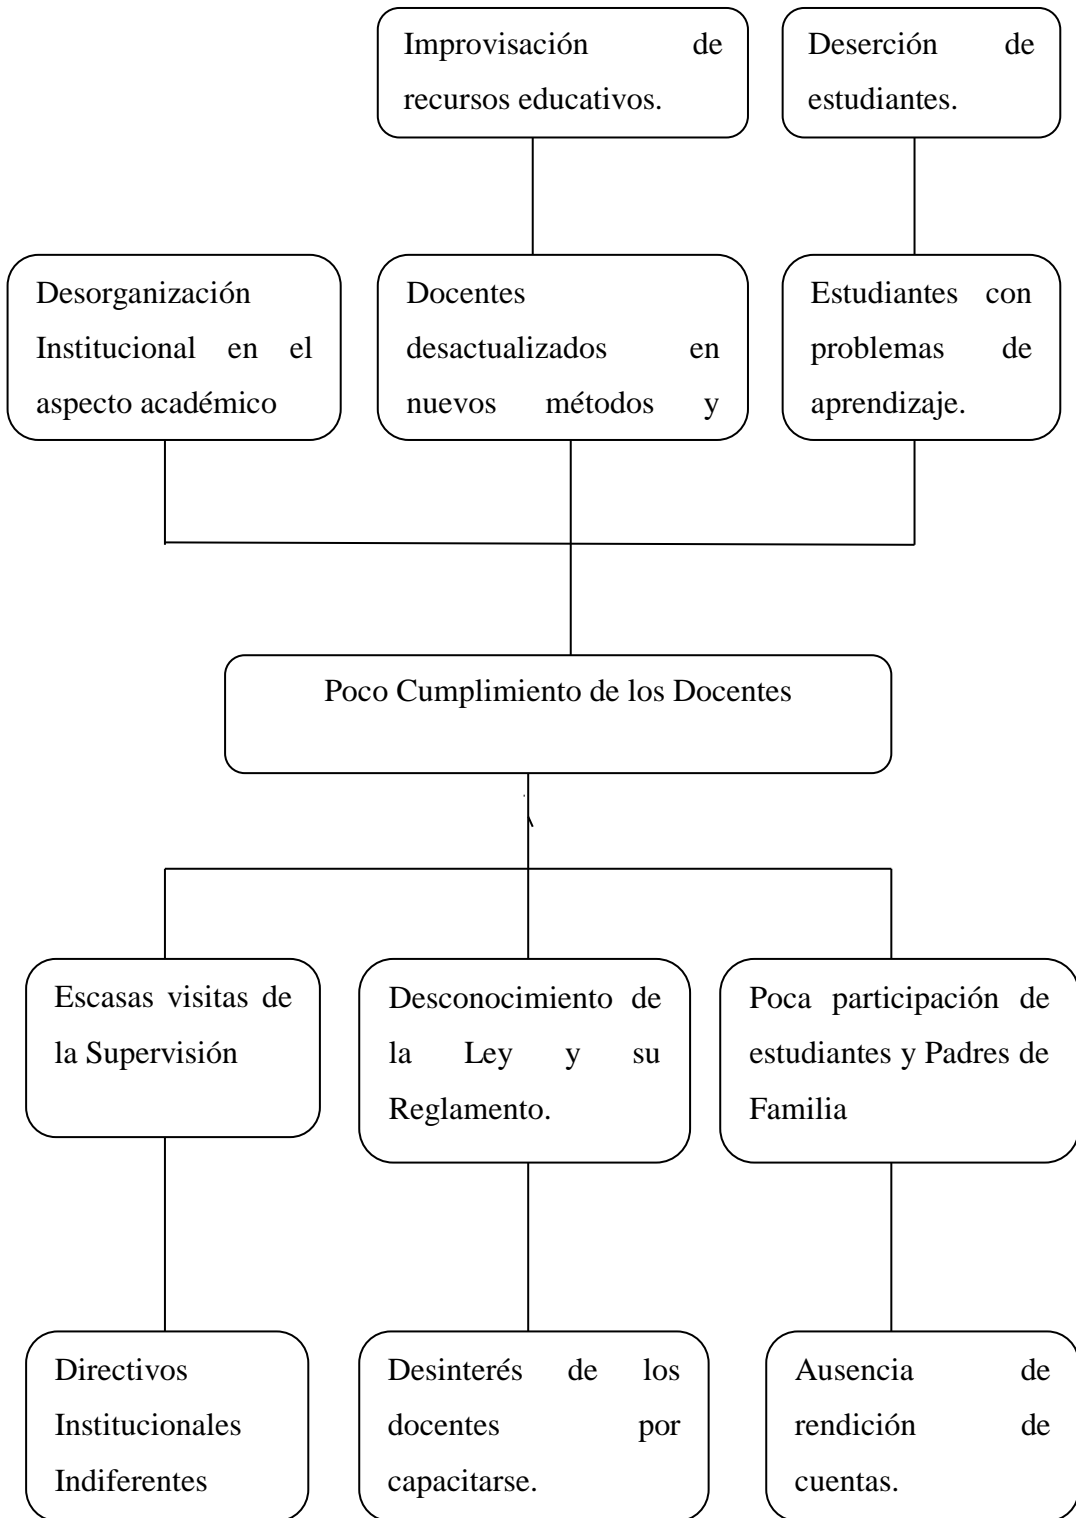 Improvisación de
recursos educativos.
Deserción de
estudiantes.
Desorganización
Institucional en el
aspecto académico
Docentes
desactualizados en
nuevos métodos y
Estudiantes con
problemas de
aprendizaje.
Poco Cumplimiento de los Docentes
Escasas visitas de
la Supervisión
Desconocimiento de
la Ley y su
Reglamento.
Poca participación de
estudiantes y Padres de
Familia
Directivos
Institucionales
Indiferentes
Desinterés de los
docentes por
capacitarse.
Ausencia de
rendición de
cuentas.